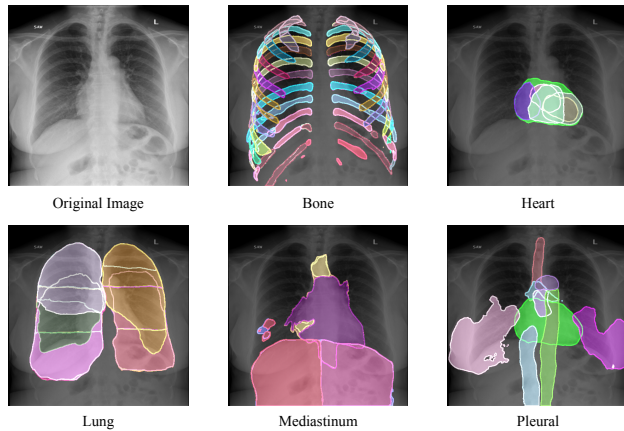 L
Original Image
Bone
L
Heart
L
Lung
L
Mediastinum
L
Pleural